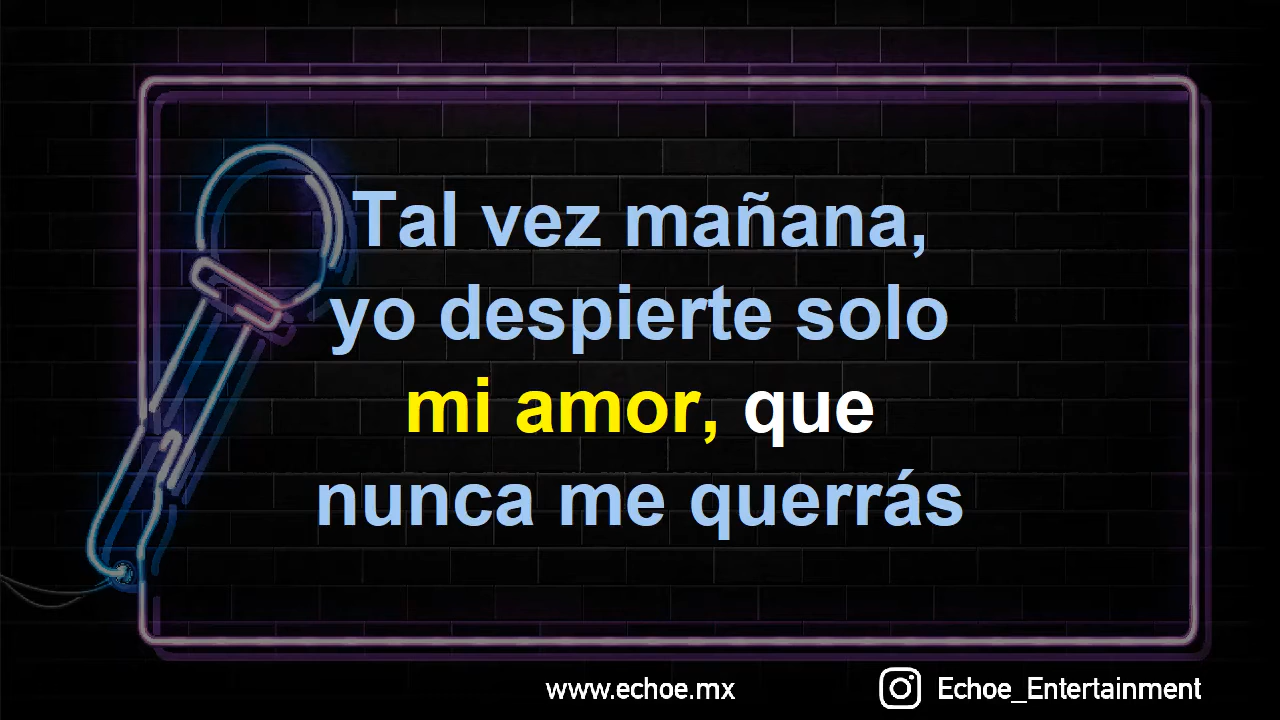 Tal vez mañana,
yo despierte solo
mi amor, que
nunca me querrás
www.echoe.mx
Echoe_Entertainment